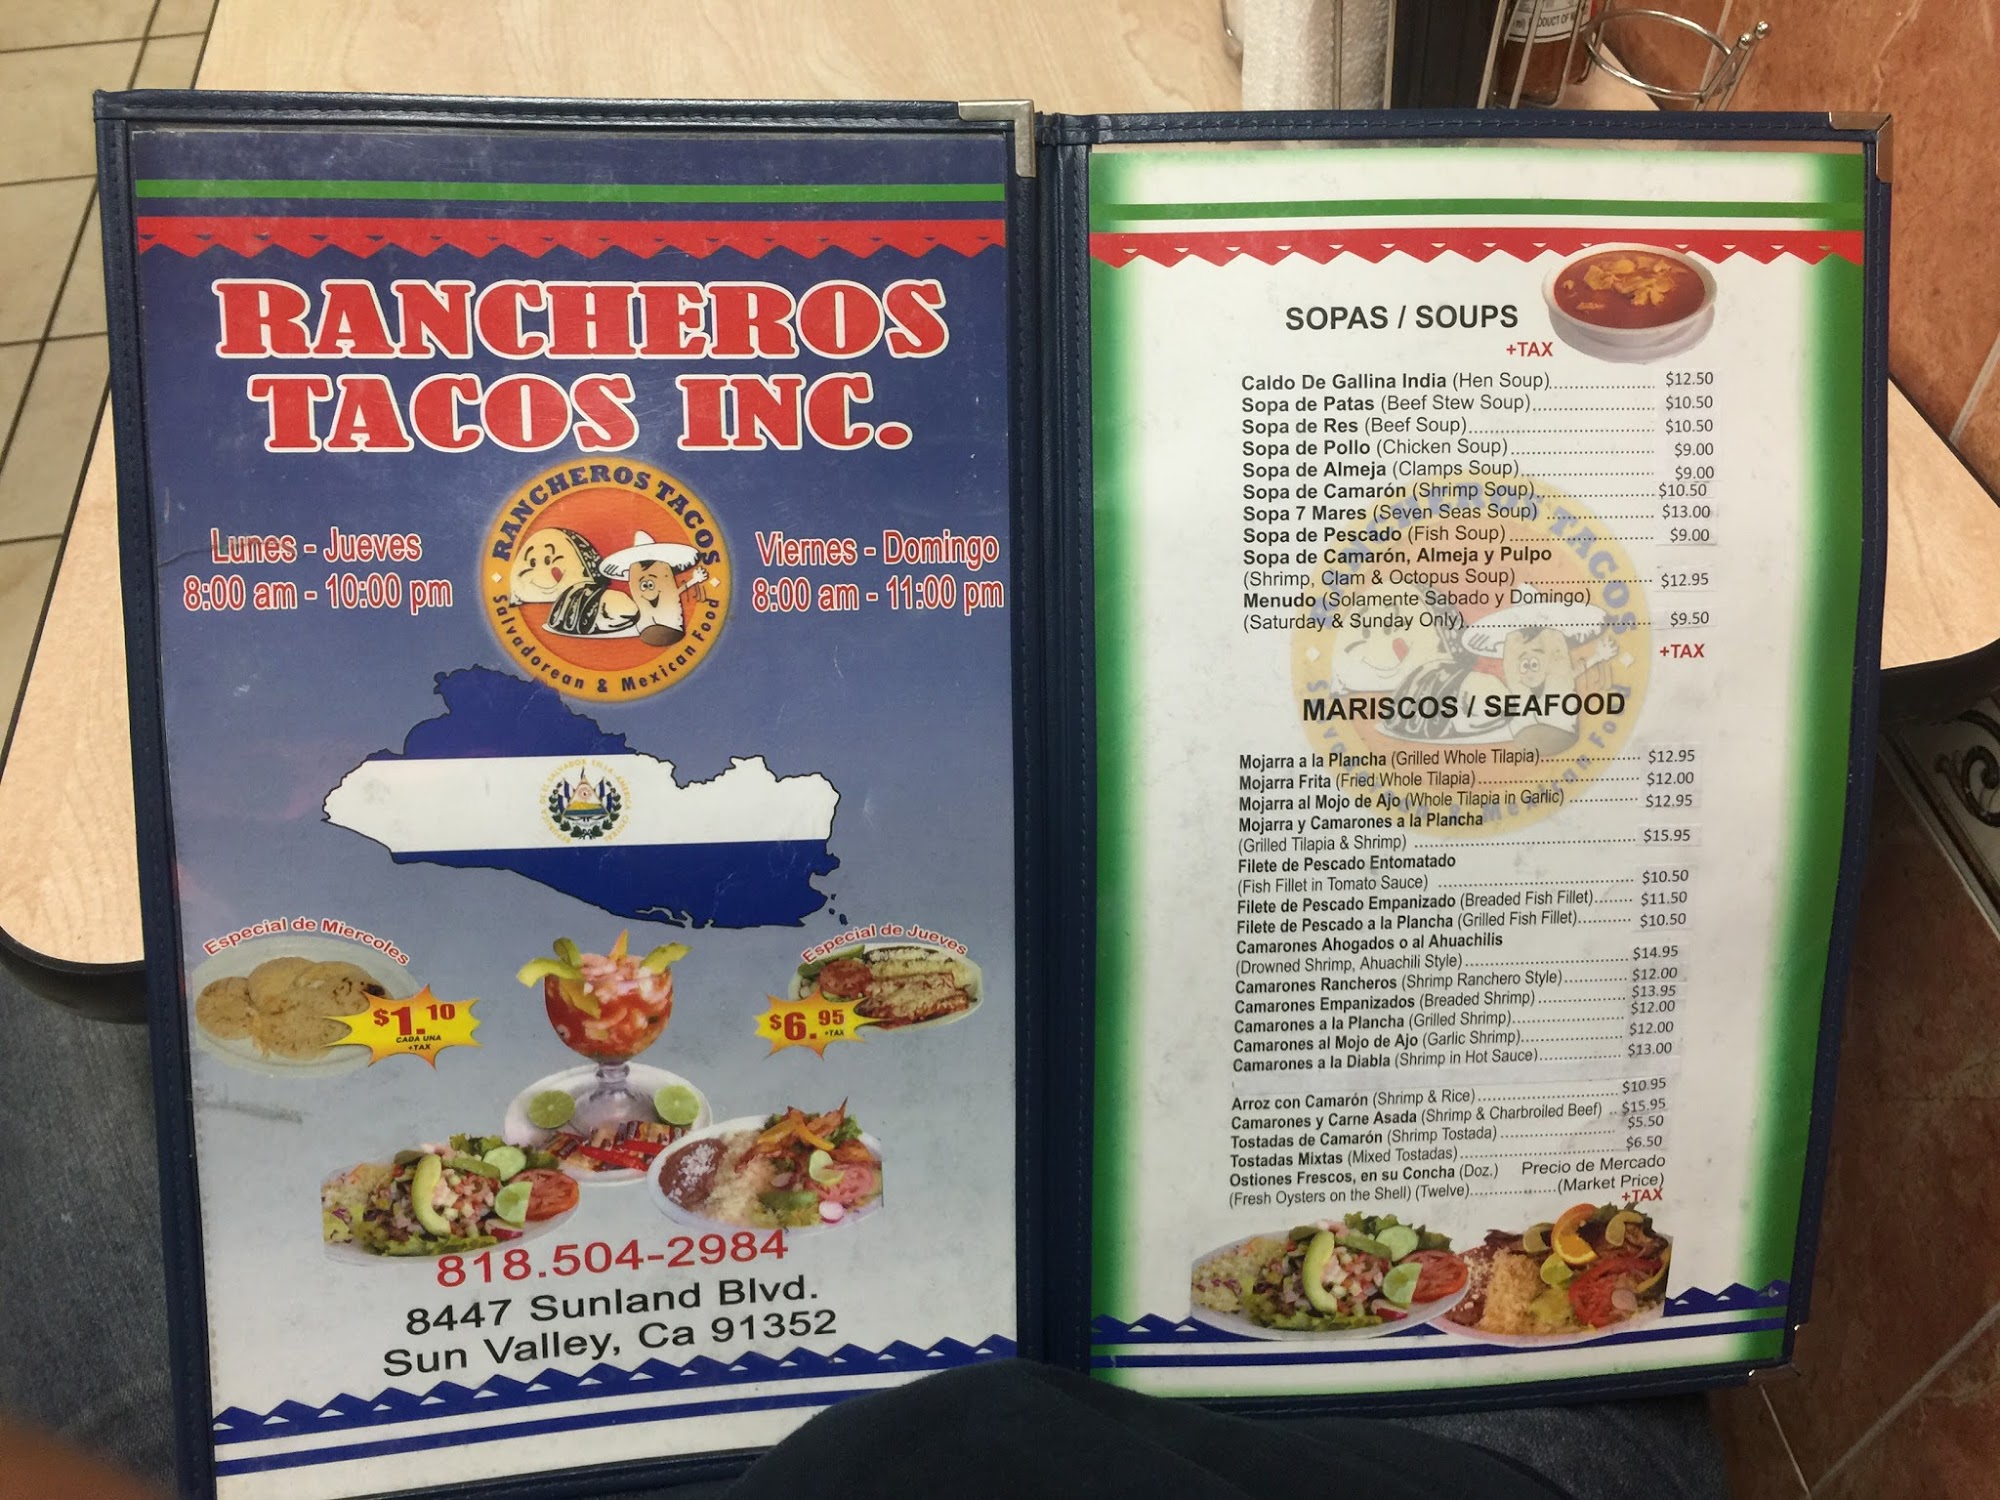 RANCHEROS
TACOS INC.
Lunes - Jueves
8:00 am - 10:00 pm
RANCHEROS TACOS
Salvadorean & Mexican Food
Viernes - Domingo
8:00 am - 11:00 pm
Especial de Miercoles
$1.10
CADA UNA
+TAX
Especial de Jueves
$6.95
+TAX
818.504-2984
8447 Sunland Blvd.
Sun Valley, Ca 91352
SOPAS / SOUPS
+TAX
Caldo De Gallina India (Hen Soup)........................ $12.50
Sopa de Patas (Beef Stew Soup)........................ $10.50
Sopa de Res (Beef Soup)................................... $10.50
Sopa de Pollo (Chicken Soup)............................ $9.00
Sopa de Almeja (Clamps Soup).......................... $9.00
Sopa de Camarón (Shrimp Soup)........................ $10.50
Sopa 7 Mares (Seven Seas Soup) ..................... $13.00
Sopa de Pescado (Fish Soup)............................ $9.00
Sopa de Camarón, Almeja y Pulpo
(Shrimp, Clam & Octopus Soup) ......................... $12.95
Menudo (Solamente Sabado y Domingo)
(Saturday & Sunday Only)................................... $9.50
+TAX
MARISCOS / SEAFOOD
Mojarra a la Plancha (Grilled Whole Tilapia)..................... $12.95
Mojarra Frita (Fried Whole Tilapia)................................. $12.00
Mojarra al Mojo de Ajo (Whole Tilapia in Garlic) ............... $12.95
Mojarra y Camarones a la Plancha
(Grilled Tilapia & Shrimp) ............................................. $15.95
Filete de Pescado Entomatado
(Fish Fillet in Tomato Sauce) ........................................ $10.50
Filete de Pescado Empanizado (Breaded Fish Fillet)........ $11.50
Filete de Pescado a la Plancha (Grilled Fish Fillet)........... $10.50
Camarones Ahogados o al Ahuachilis
(Drowned Shrimp, Ahuachili Style).................................. $14.95
Camarones Rancheros (Shrimp Ranchero Style)............. $12.00
Camarones Empanizados (Breaded Shrimp).................. $13.95
Camarones a la Plancha (Grilled Shrimp)....................... $12.00
Camarones al Mojo de Ajo (Garlic Shrimp)..................... $12.00
Camarones a la Diabla (Shrimp in Hot Sauce)................. $13.00
Arroz con Camarón (Shrimp & Rice).............................. $10.95
Camarones y Carne Asada (Shrimp & Charbroiled Beef) .. $15.95
Tostadas de Camarón (Shrimp Tostada)........................ $5.50
Tostadas Mixtas (Mixed Tostadas)................................. $6.50
Ostiones Frescos, en su Concha (Doz.) Precio de Mercado
(Fresh Oysters on the Shell) (Twelve)..................(Market Price)
+TAX